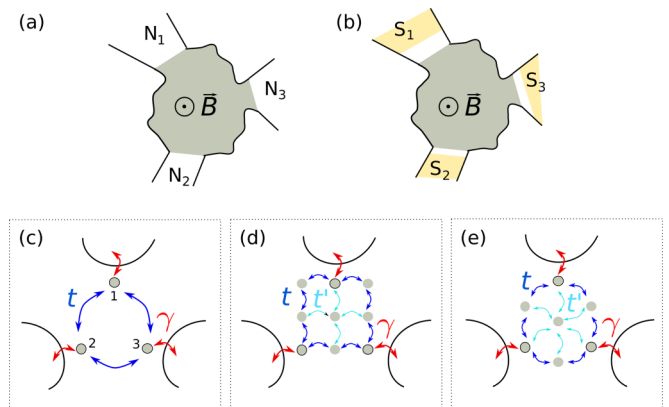 (a)
N1
N3
⊙ B⃗
N2
(b)
S1
S3
⊙ B⃗
S2
(c)
t
γ
1
2
3
(d)
t
t'
γ
(e)
t
t'
γ